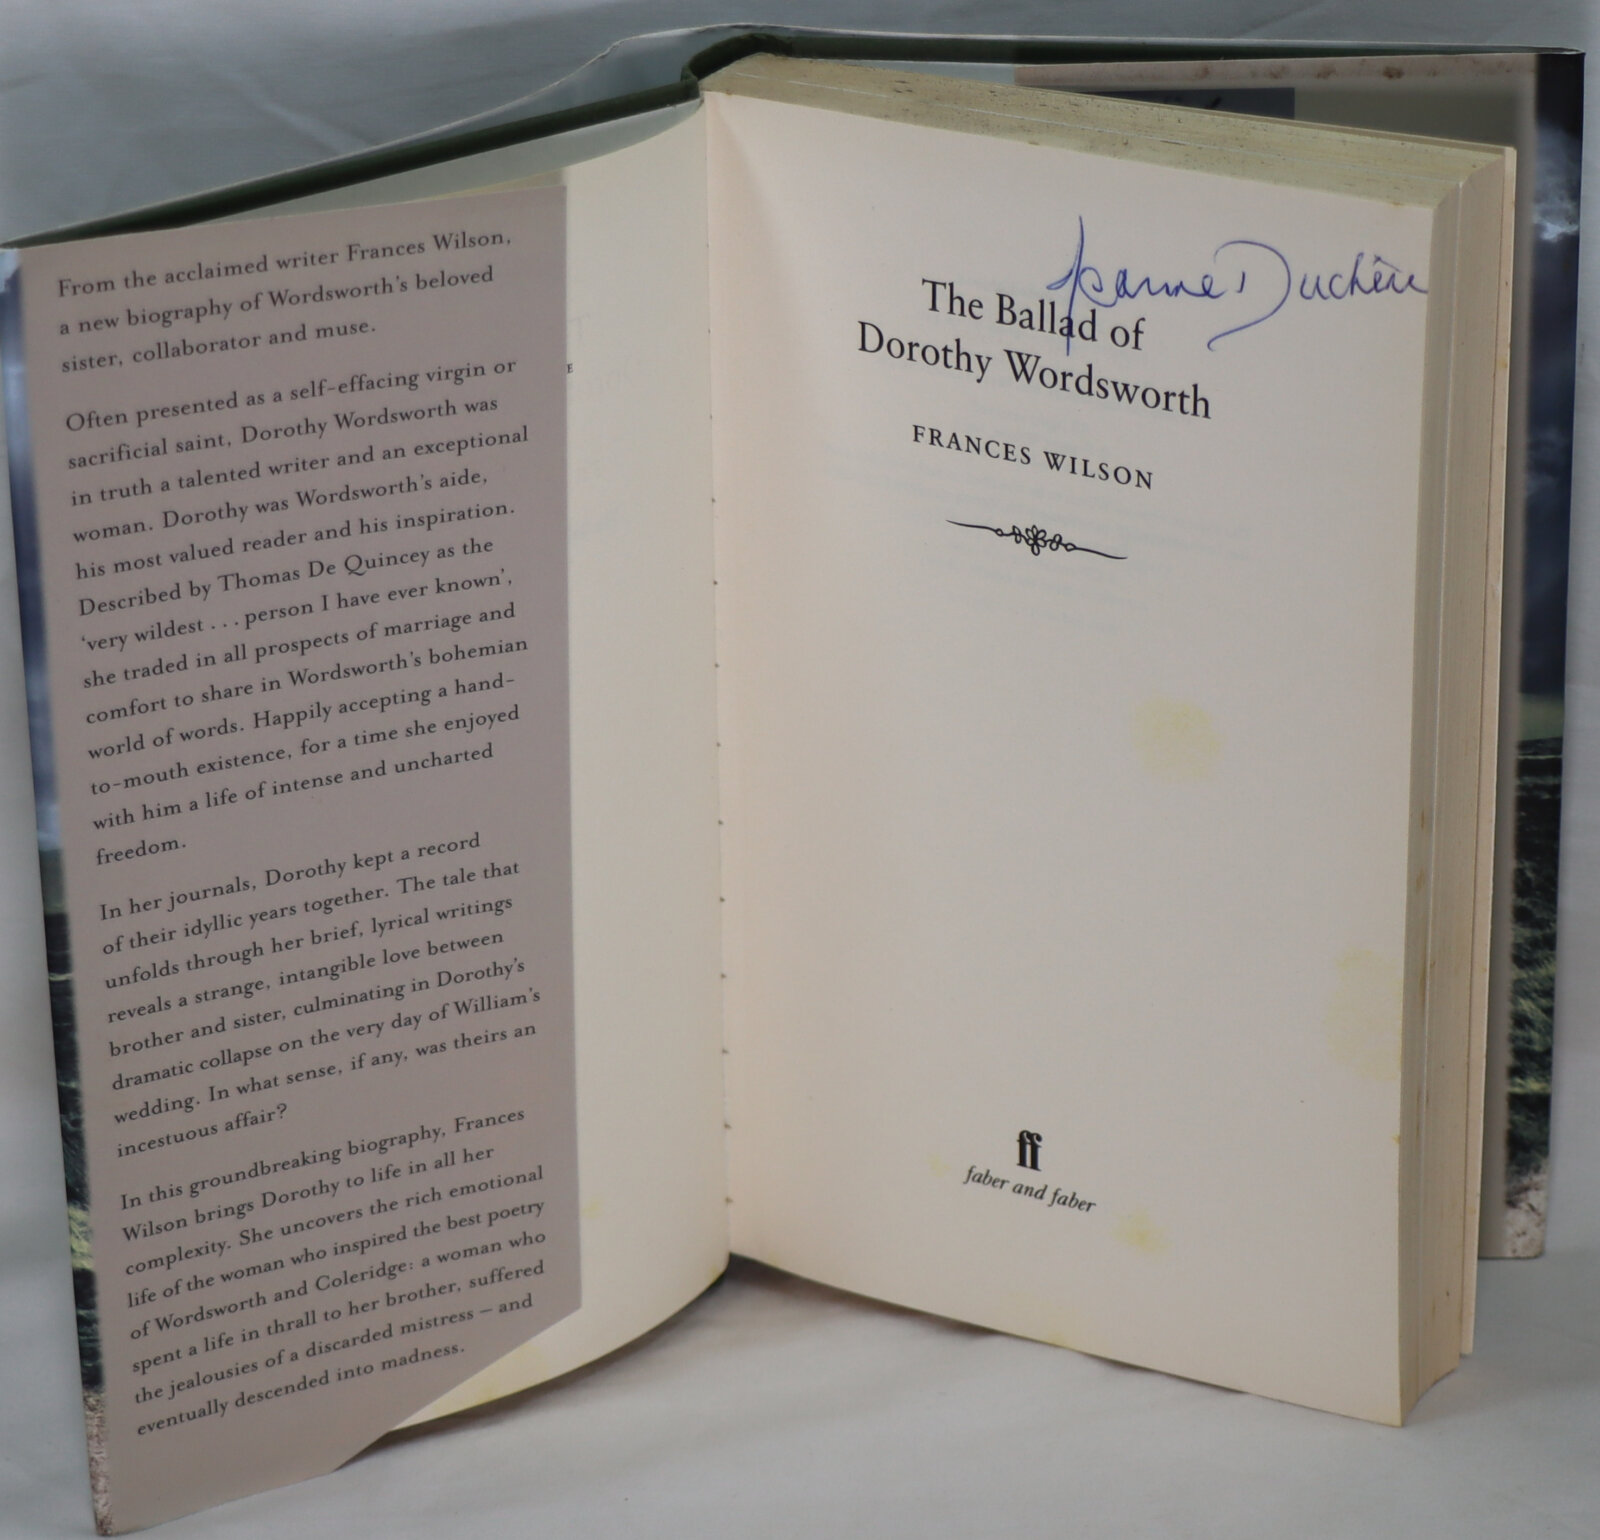 From the acclaimed writer Frances Wilson,
a new biography of Wordsworth's beloved
sister, collaborator and muse.
Often presented as a self-effacing virgin or
sacrificial saint, Dorothy Wordsworth was
in truth a talented writer and an exceptional
woman. Dorothy was Wordsworth's aide,
his most valued reader and his inspiration.
Described by Thomas De Quincey as the
‘very wildest . . . person I have ever known’,
she traded in all prospects of marriage and
comfort to share in Wordsworth's bohemian
world of words. Happily accepting a hand-
to-mouth existence, for a time she enjoyed
with him a life of intense and uncharted
freedom.
In her journals, Dorothy kept a record
of their idyllic years together. The tale that
unfolds through her brief, lyrical writings
reveals a strange, intangible love between
brother and sister, culminating in Dorothy's
dramatic collapse on the very day of William's
wedding. In what sense, if any, was theirs an
incestuous affair?
In this groundbreaking biography, Frances
Wilson brings Dorothy to life in all her
complexity. She uncovers the rich emotional
life of the woman who inspired the best poetry
of Wordsworth and Coleridge: a woman who
spent a life in thrall to her brother, suffered
the jealousies of a discarded mistress – and
eventually descended into madness.
E
Jeanne Duchêne
The Ballad of
Dorothy Wordsworth
FRANCES WILSON
ff
faber and faber